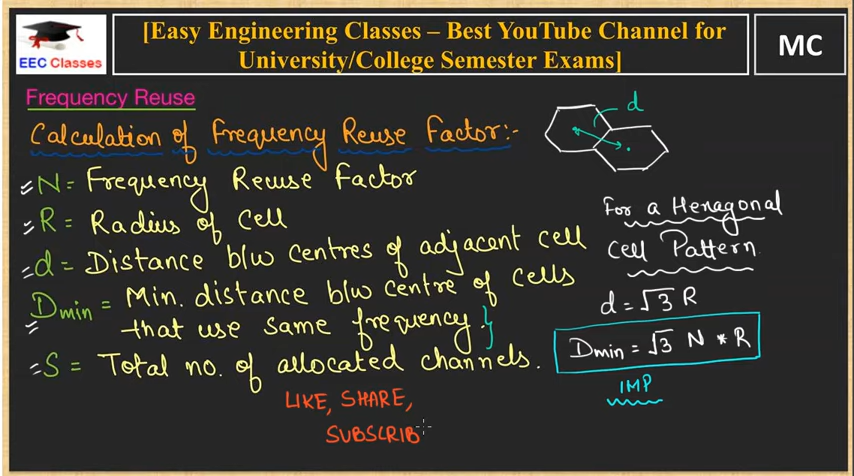 [Easy Engineering Classes – Best YouTube Channel for
University/College Semester Exams]
EEC Classes
MC
Frequency Reuse
Calculation of Frequency Reuse Factor:-
d
N = Frequency Reuse Factor
R = Radius of Cell
d = Distance b/w Centres of adjacent cell
Dmin = Min. distance b/w centre of cells
that use same frequency.
S = Total no. of allocated channels.
For a Hexagonal
Cell Pattern
d = √3 R
Dmin = √3 N * R
IMP
LIKE, SHARE,
SUBSCRIB